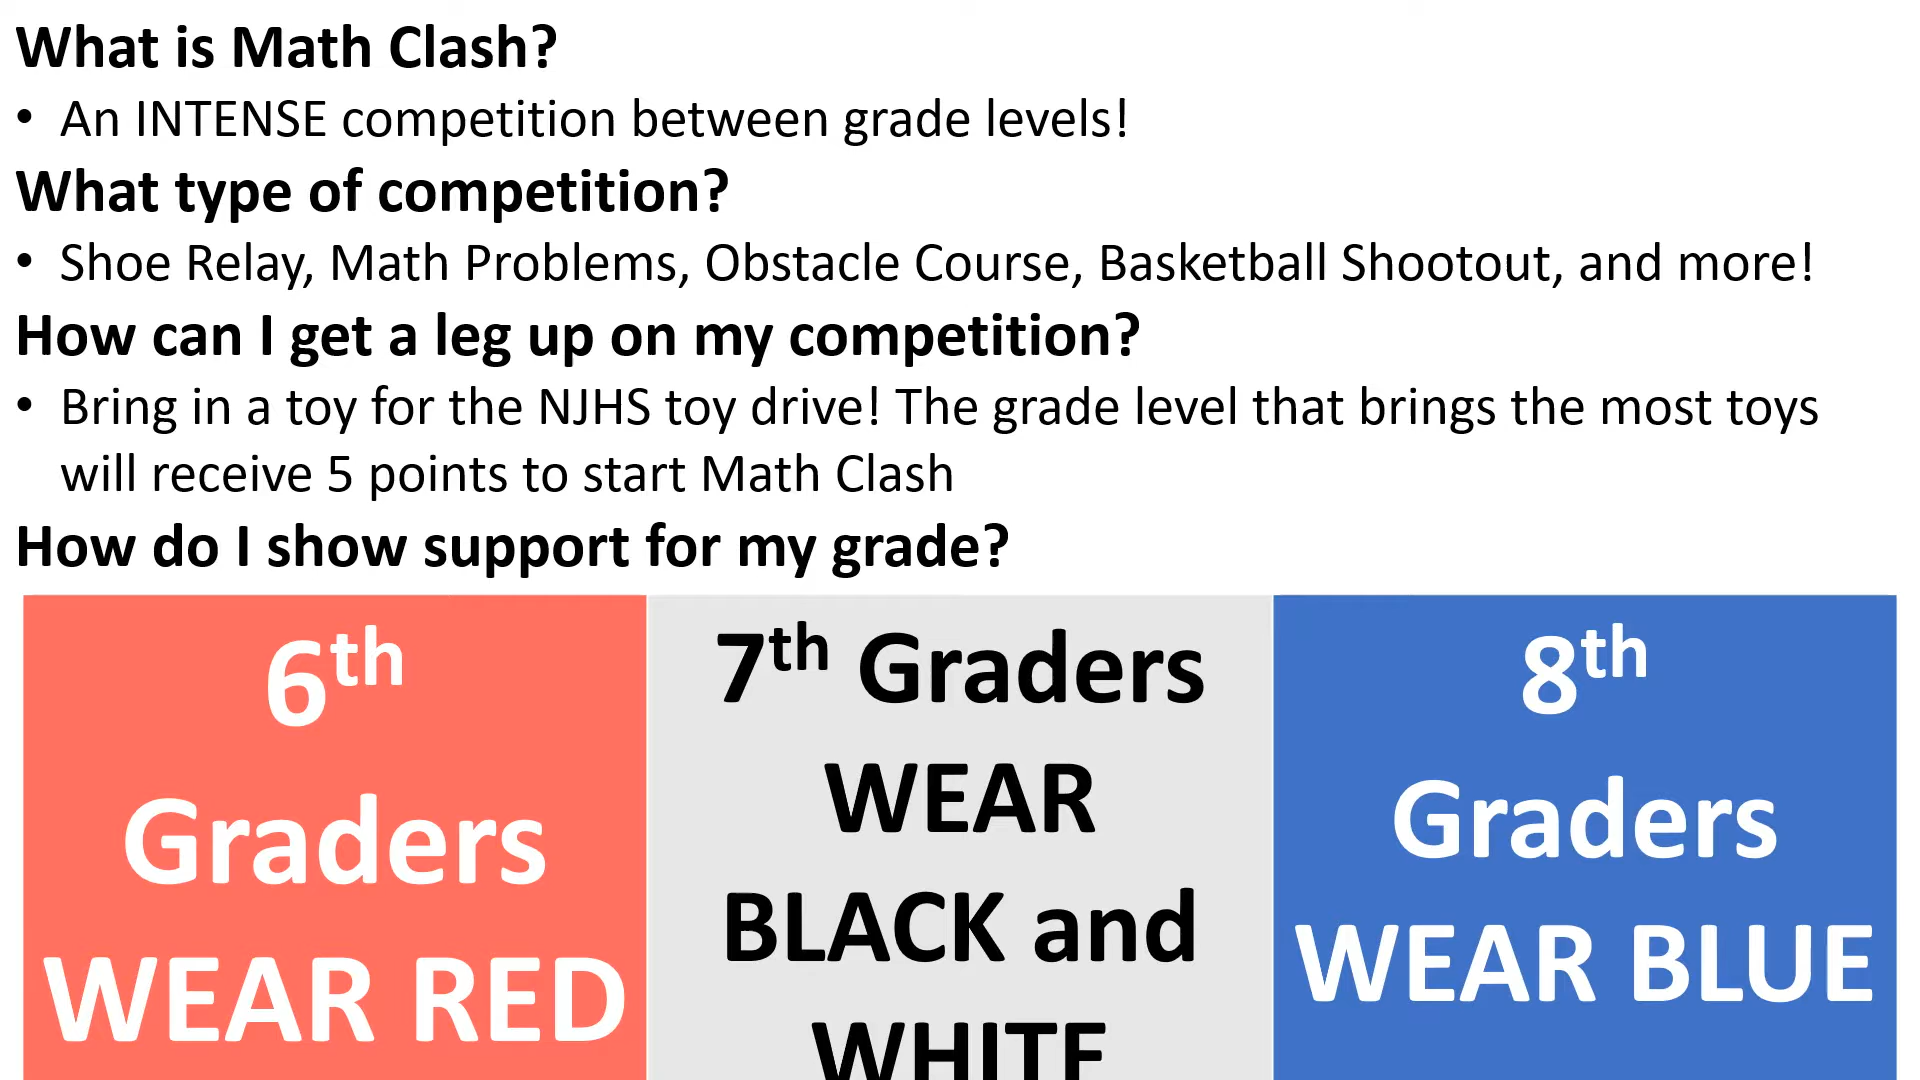 What is Math Clash?
• An INTENSE competition between grade levels!
What type of competition?
• Shoe Relay, Math Problems, Obstacle Course, Basketball Shootout, and more!
How can I get a leg up on my competition?
• Bring in a toy for the NJHS toy drive! The grade level that brings the most toys
will receive 5 points to start Math Clash
How do I show support for my grade?
6th
Graders
WEAR RED
7th Graders
WEAR
BLACK and
WHITE
8th
Graders
WEAR BLUE